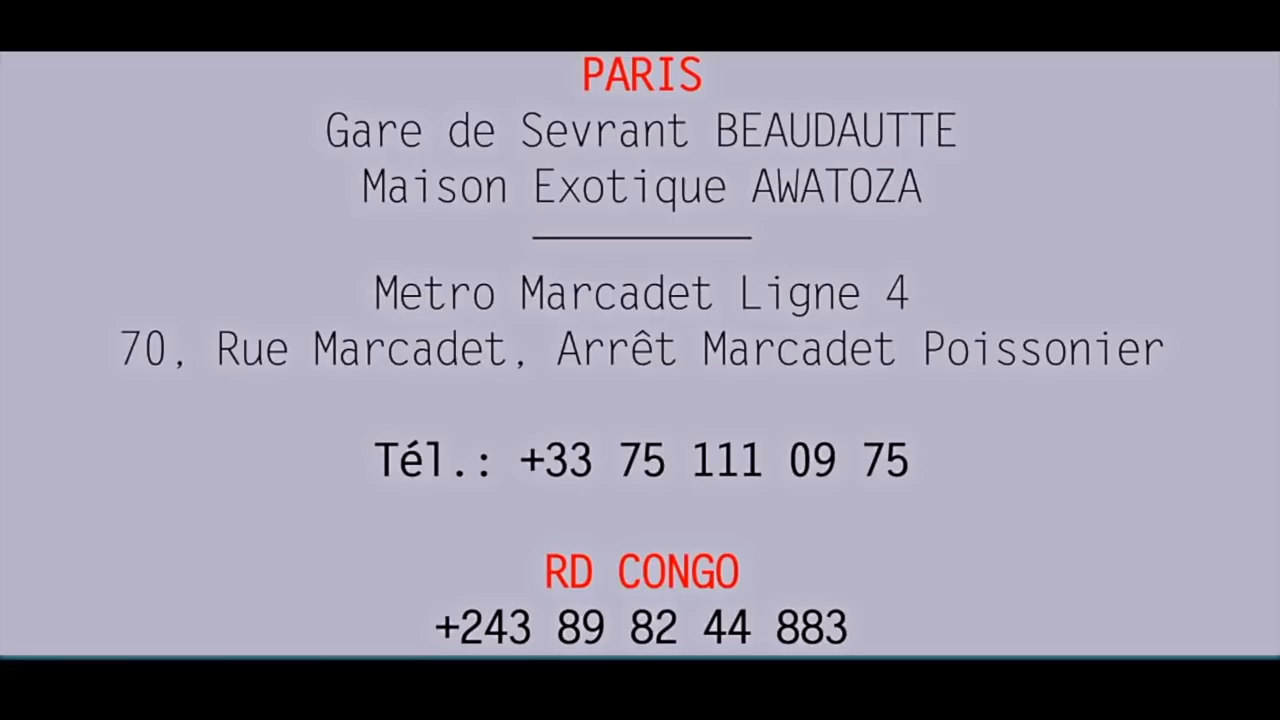 PARIS
Gare de Sevrant BEAUDAUTTE
Maison Exotique AWATOZA
Metro Marcadet Ligne 4
70, Rue Marcadet, Arrêt Marcadet Poissonier
Tél.: +33 75 111 09 75
RD CONGO
+243 89 82 44 883